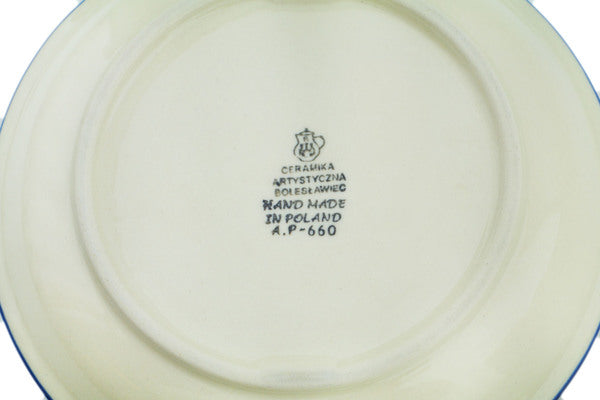 CERAMIKA
ARTYSTYCZNA
BOLESŁAWIEC
HAND MADE
IN POLAND
A.P-660